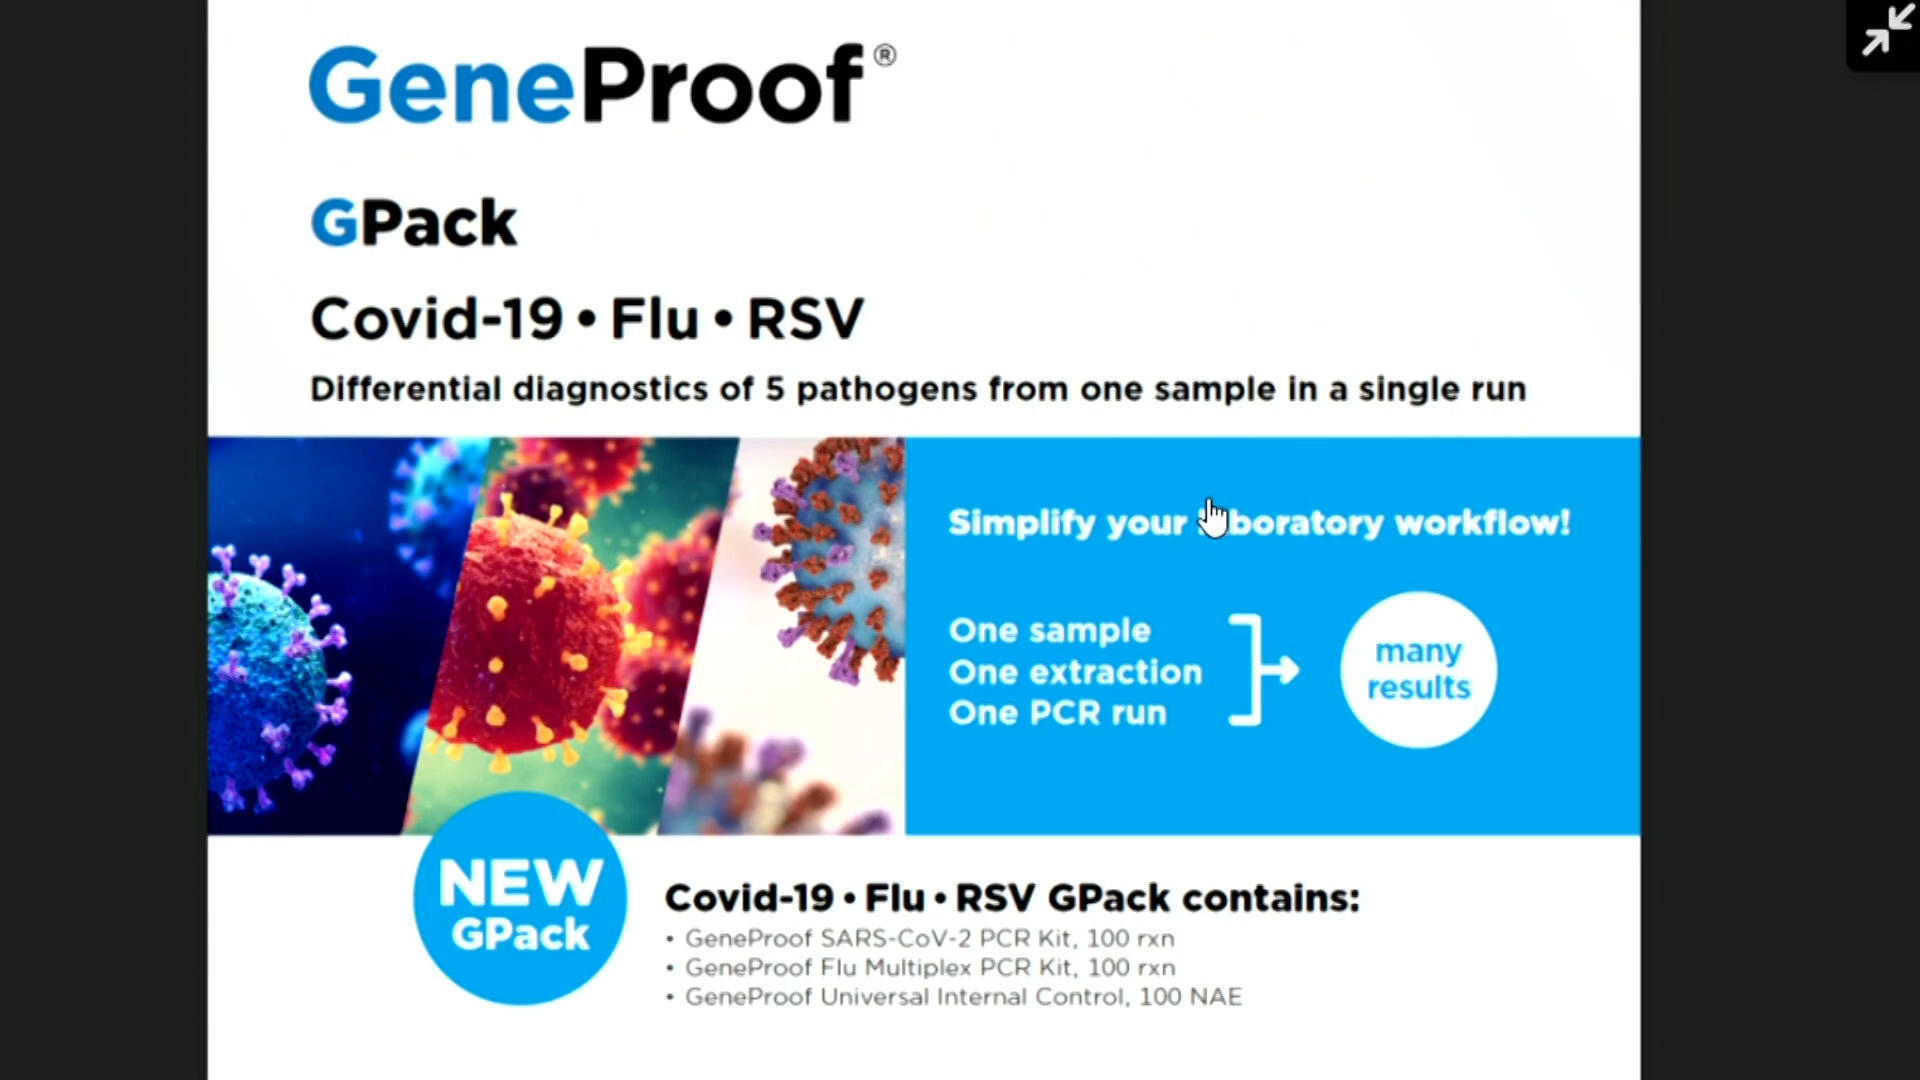 GeneProof®
GPack
Covid-19 • Flu • RSV
Differential diagnostics of 5 pathogens from one sample in a single run
Simplify your laboratory workflow!
One sample
One extraction
One PCR run
many
results
NEW
GPack
Covid-19 • Flu • RSV GPack contains:
• GeneProof SARS-CoV-2 PCR Kit, 100 rxn
• GeneProof Flu Multiplex PCR Kit, 100 rxn
• GeneProof Universal Internal Control, 100 NAE